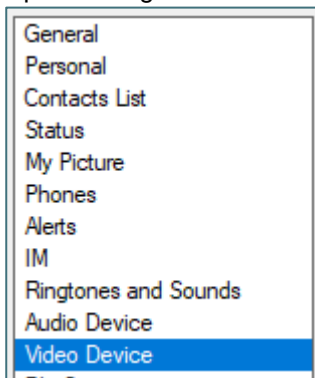 General
Personal
Contacts List
Status
My Picture
Phones
Alerts
IM
Ringtones and Sounds
Audio Device
Video Device